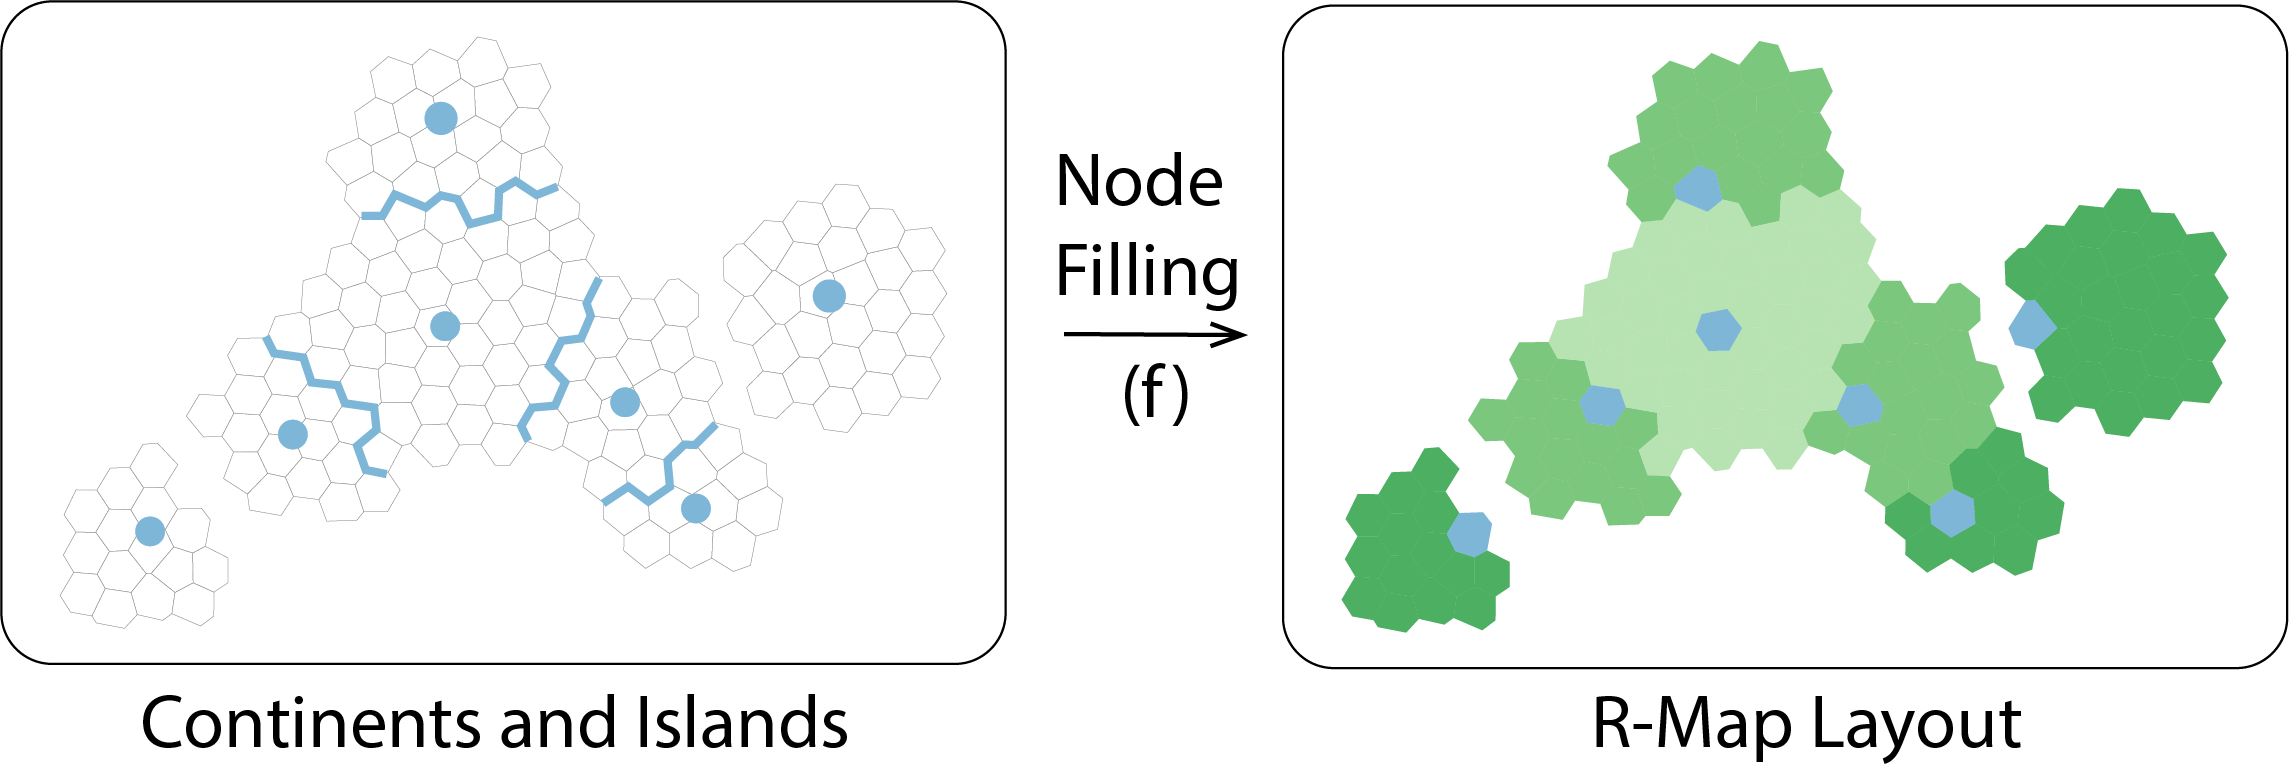 Node
Filling
(f)
Continents and Islands
R-Map Layout